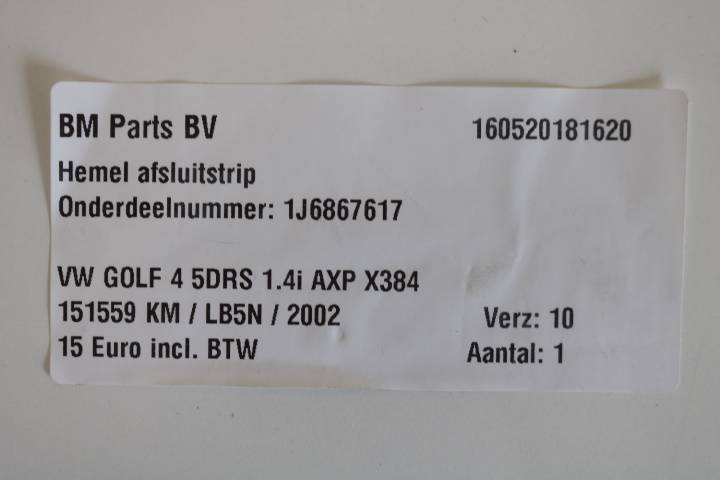 BM Parts BV 160520181620
Hemel afsluitstrip
Onderdeelnummer: 1J6867617
VW GOLF 4 5DRS 1.4i AXP X384
151559 KM / LB5N / 2002 Verz: 10
15 Euro incl. BTW Aantal: 1